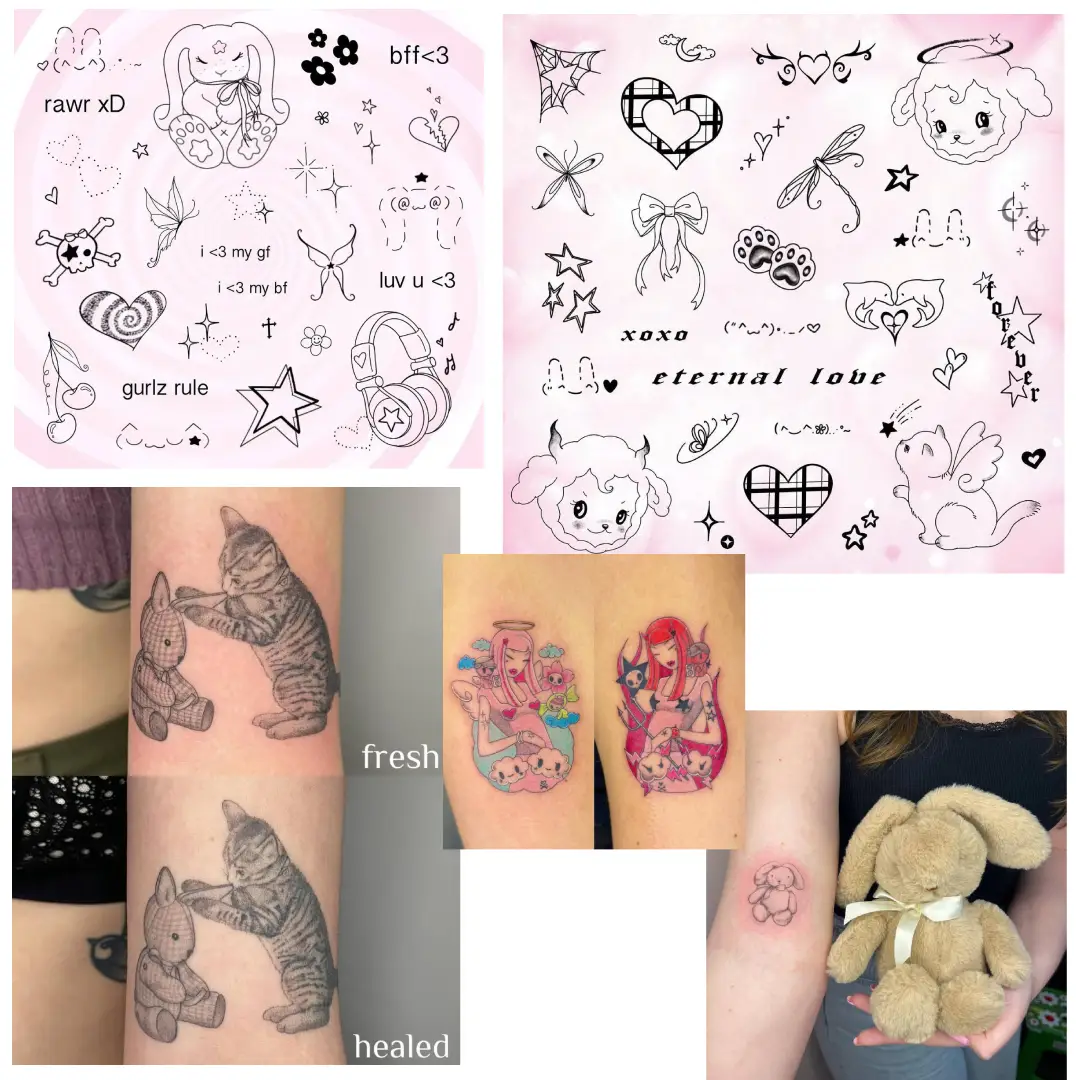 bff<3
rawr xD
i <3 my gf
i <3 my bf
luv u <3
gurlz rule
xoxo
(“^ω^)∘._⸝♡
eternal love
(^‿^❀)..∘~
forever
fresh
healed